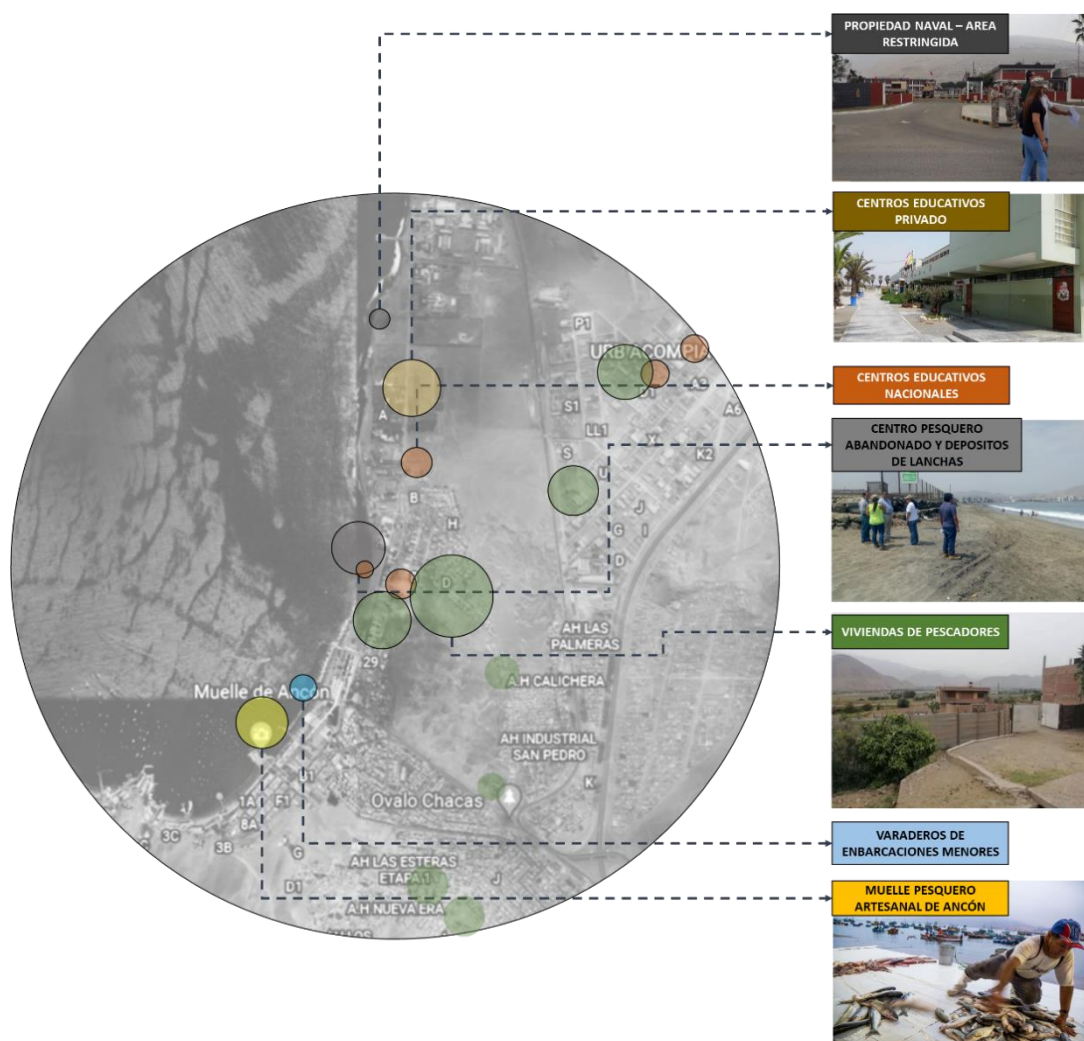 PROPIEDAD NAVAL – AREA
RESTRINGIDA
CENTROS EDUCATIVOS
PRIVADO
CENTROS EDUCATIVOS
NACIONALES
CENTRO PESQUERO
ABANDONADO Y DEPOSITOS
DE LANCHAS
VIVIENDAS DE PESCADORES
VARADEROS DE
ENBARCACIONES MENORES
MUELLE PESQUERO
ARTESANAL DE ANCÓN
P1
URB ACOMPIA
A3
A
S1
A6
LL1
X
S
K2
U
B
J
H
G
I
D
D
AH LAS
PALMERAS
29
A.H CALICHERA
Muelle de Ancón
AH INDUSTRIAL
SAN PEDRO
B1
I
K
1A
F1
Ovalo Chacas
8A
3C
3B
G
AH LAS ESTERAS
ETAPA 1
J
D1
A.H NUEVA ERA